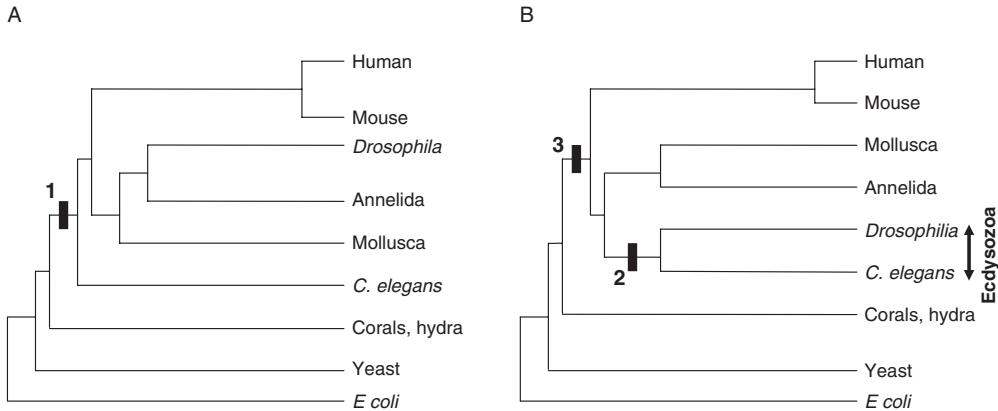 A
Human
Mouse
Drosophila
1
Annelida
Mollusca
C. elegans
Corals, hydra
Yeast
E coli
B
Human
Mouse
3
Mollusca
Annelida
Drosophilia
2
C. elegans
Ecdysozoa
Corals, hydra
Yeast
E coli